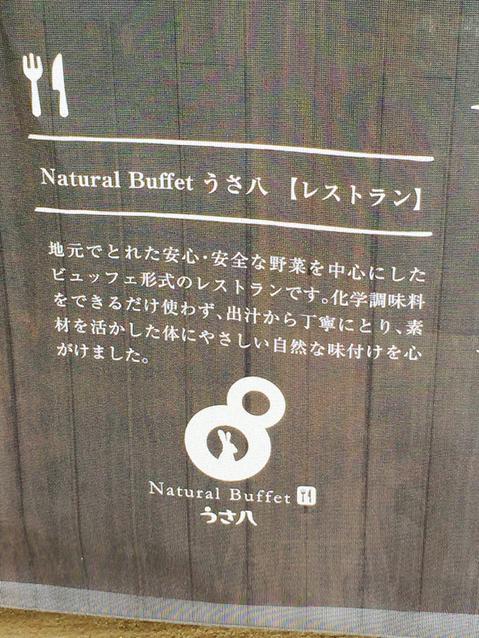 Natural Buffet うさ八 【レストラン】
地元でとれた安心・安全な野菜を中心にした
ビュッフェ形式のレストランです。化学調味料
をできるだけ使わず、出汁から丁寧にとり、素
材を活かした体にやさしい自然な味付けを心
がけました。
Natural Buffet
うさ八